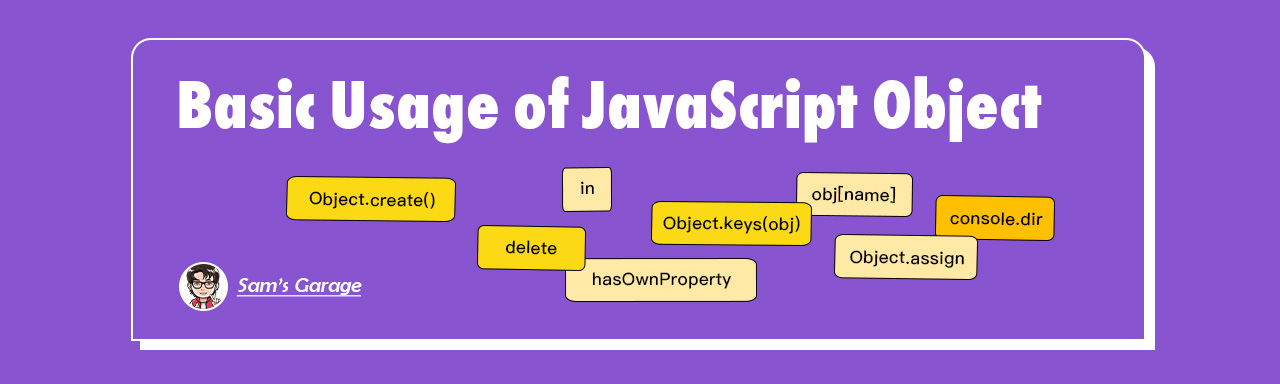 Basic Usage of JavaScript Object
Object.create()
in
obj[name]
Object.keys(obj)
console.dir
delete
Object.assign
hasOwnProperty
Sam's Garage